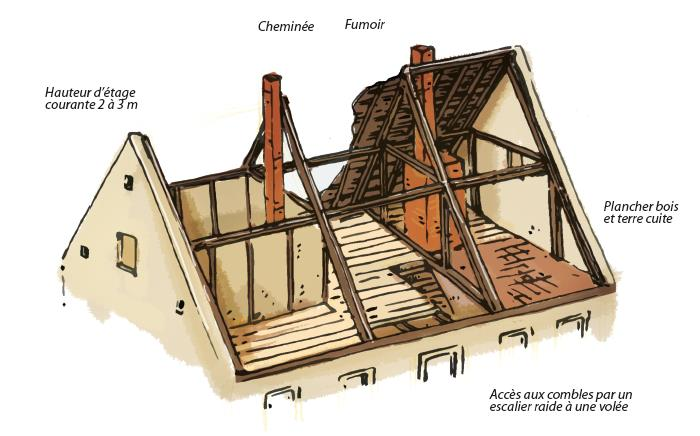 Cheminée
Fumoir
Hauteur d'étage
courante 2 à 3 m
Plancher bois
et terre cuite
Accès aux combles par un
escalier raide à une volée